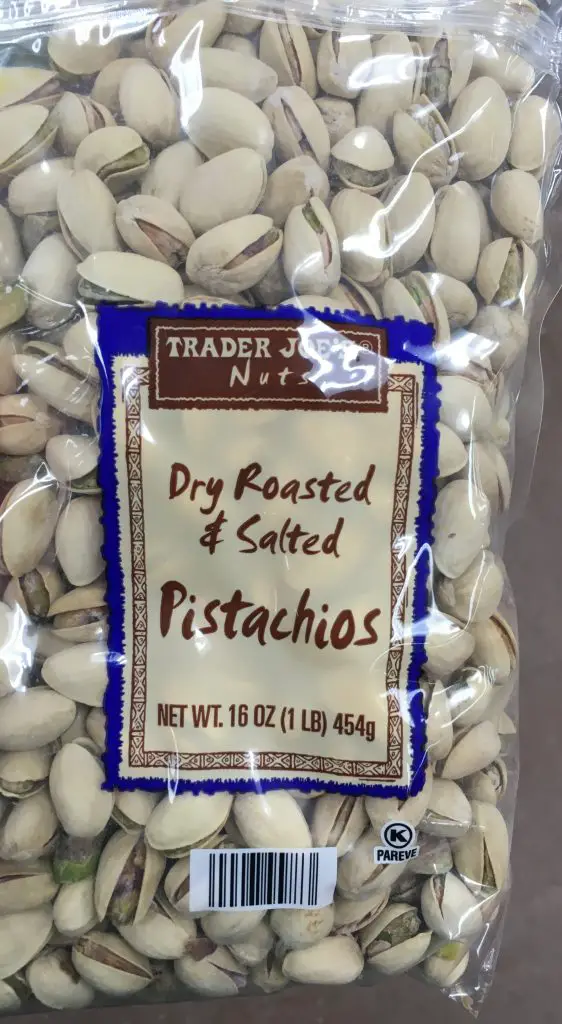 TRADER JOE'S®
Nuts
Dry Roasted
& Salted
Pistachios
NET WT. 16 OZ (1 LB) 454g
K
PAREVE